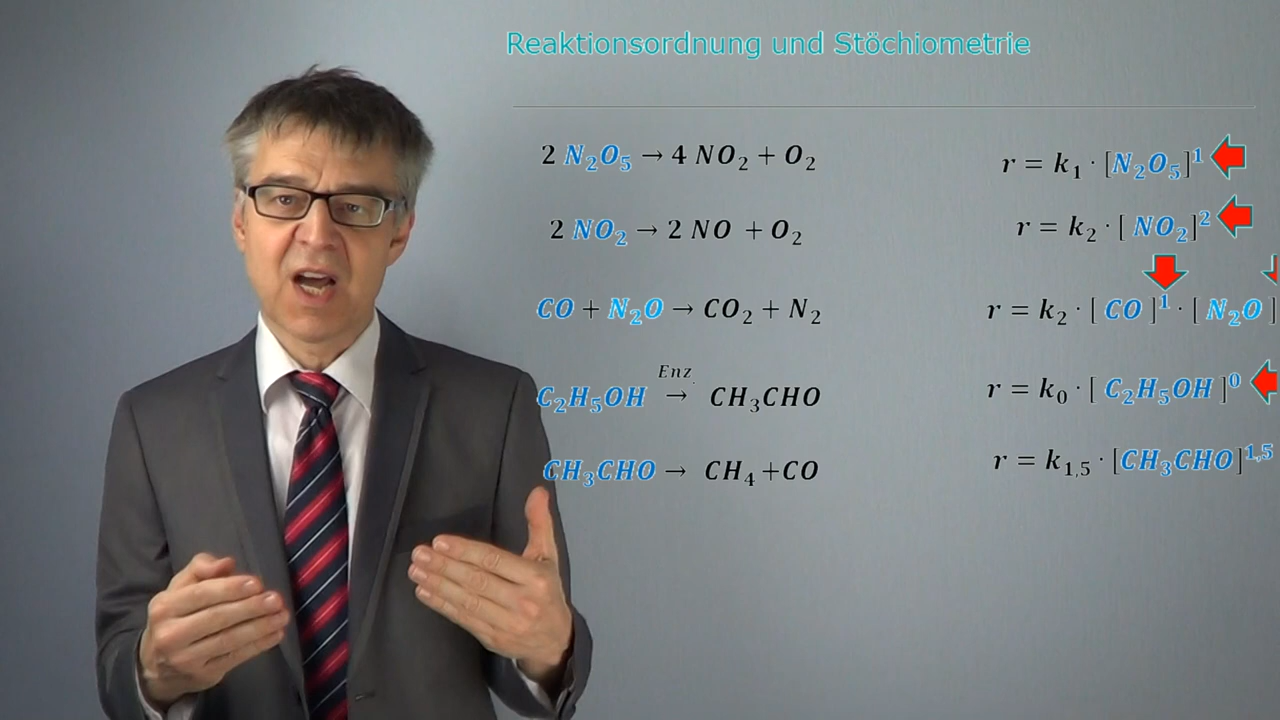 Reaktionsordnung und Stöchiometrie
2 N₂O₅ → 4 NO₂ + O₂ r = k₁ · [N₂O₅]¹
2 NO₂ → 2 NO + O₂ r = k₂ · [ NO₂]²
CO + N₂O → CO₂ + N₂ r = k₂ · [ CO ]¹ · [ N₂O ]
Enz.
C₂H₅OH → CH₃CHO r = k₀ · [ C₂H₅OH ]⁰
CH₃CHO → CH₄ +CO r = k₁,₅ · [CH₃CHO]¹,⁵